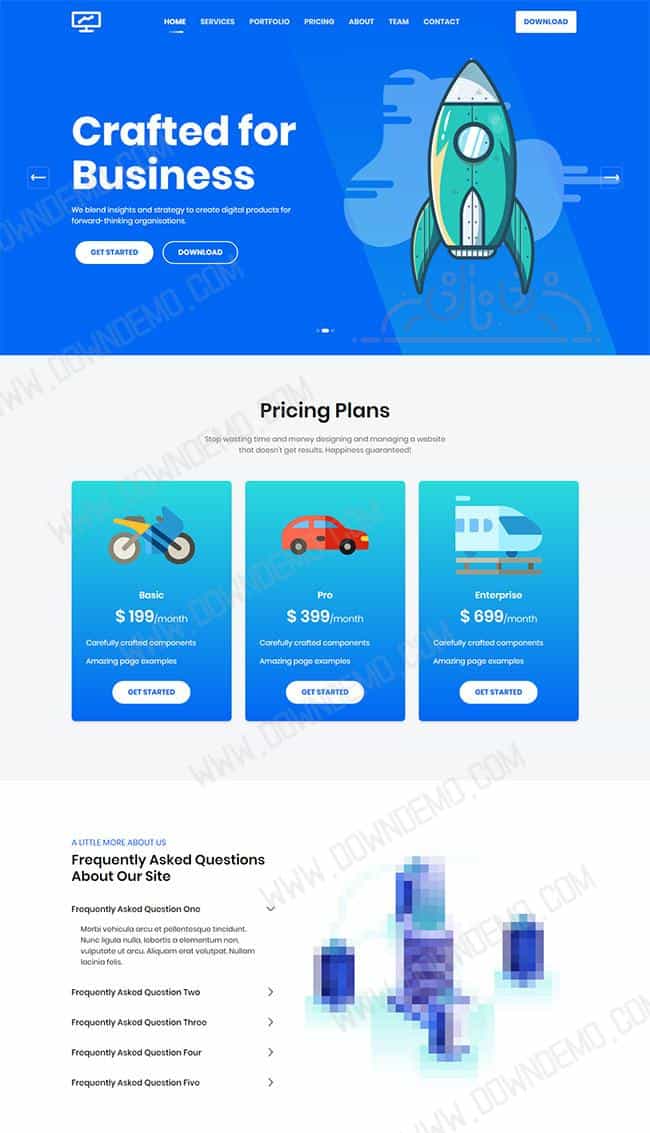 HOME SERVICES PORTFOLIO PRICING ABOUT TEAM CONTACT DOWNLOAD
Crafted for
Business
We blend insights and strategy to create digital products for
forward-thinking organisations.
GET STARTED DOWNLOAD
Pricing Plans
Stop wasting time and money designing and managing a website
that doesn't get results. Happiness guaranteed!
Basic
$ 199/month
Carefully crafted components
Amazing page examples
GET STARTED
Pro
$ 399/month
Carefully crafted components
Amazing page examples
GET STARTED
Enterprise
$ 699/month
Carefully crafted components
Amazing page examples
GET STARTED
A LITTLE MORE ABOUT US
Frequently Asked Questions
About Our Site
Frequently Asked Question One
Morbi vehicula arcu et pellentesque tincidunt.
Nunc ligula nulla, lobortis a elementum non,
vulputate ut arcu. Aliquam erat volutpat. Nullam
lacinia felis.
Frequently Asked Question Two
Frequently Asked Question Three
Frequently Asked Question Four
Frequently Asked Question Five
WWW.DOWNDEMO.COM